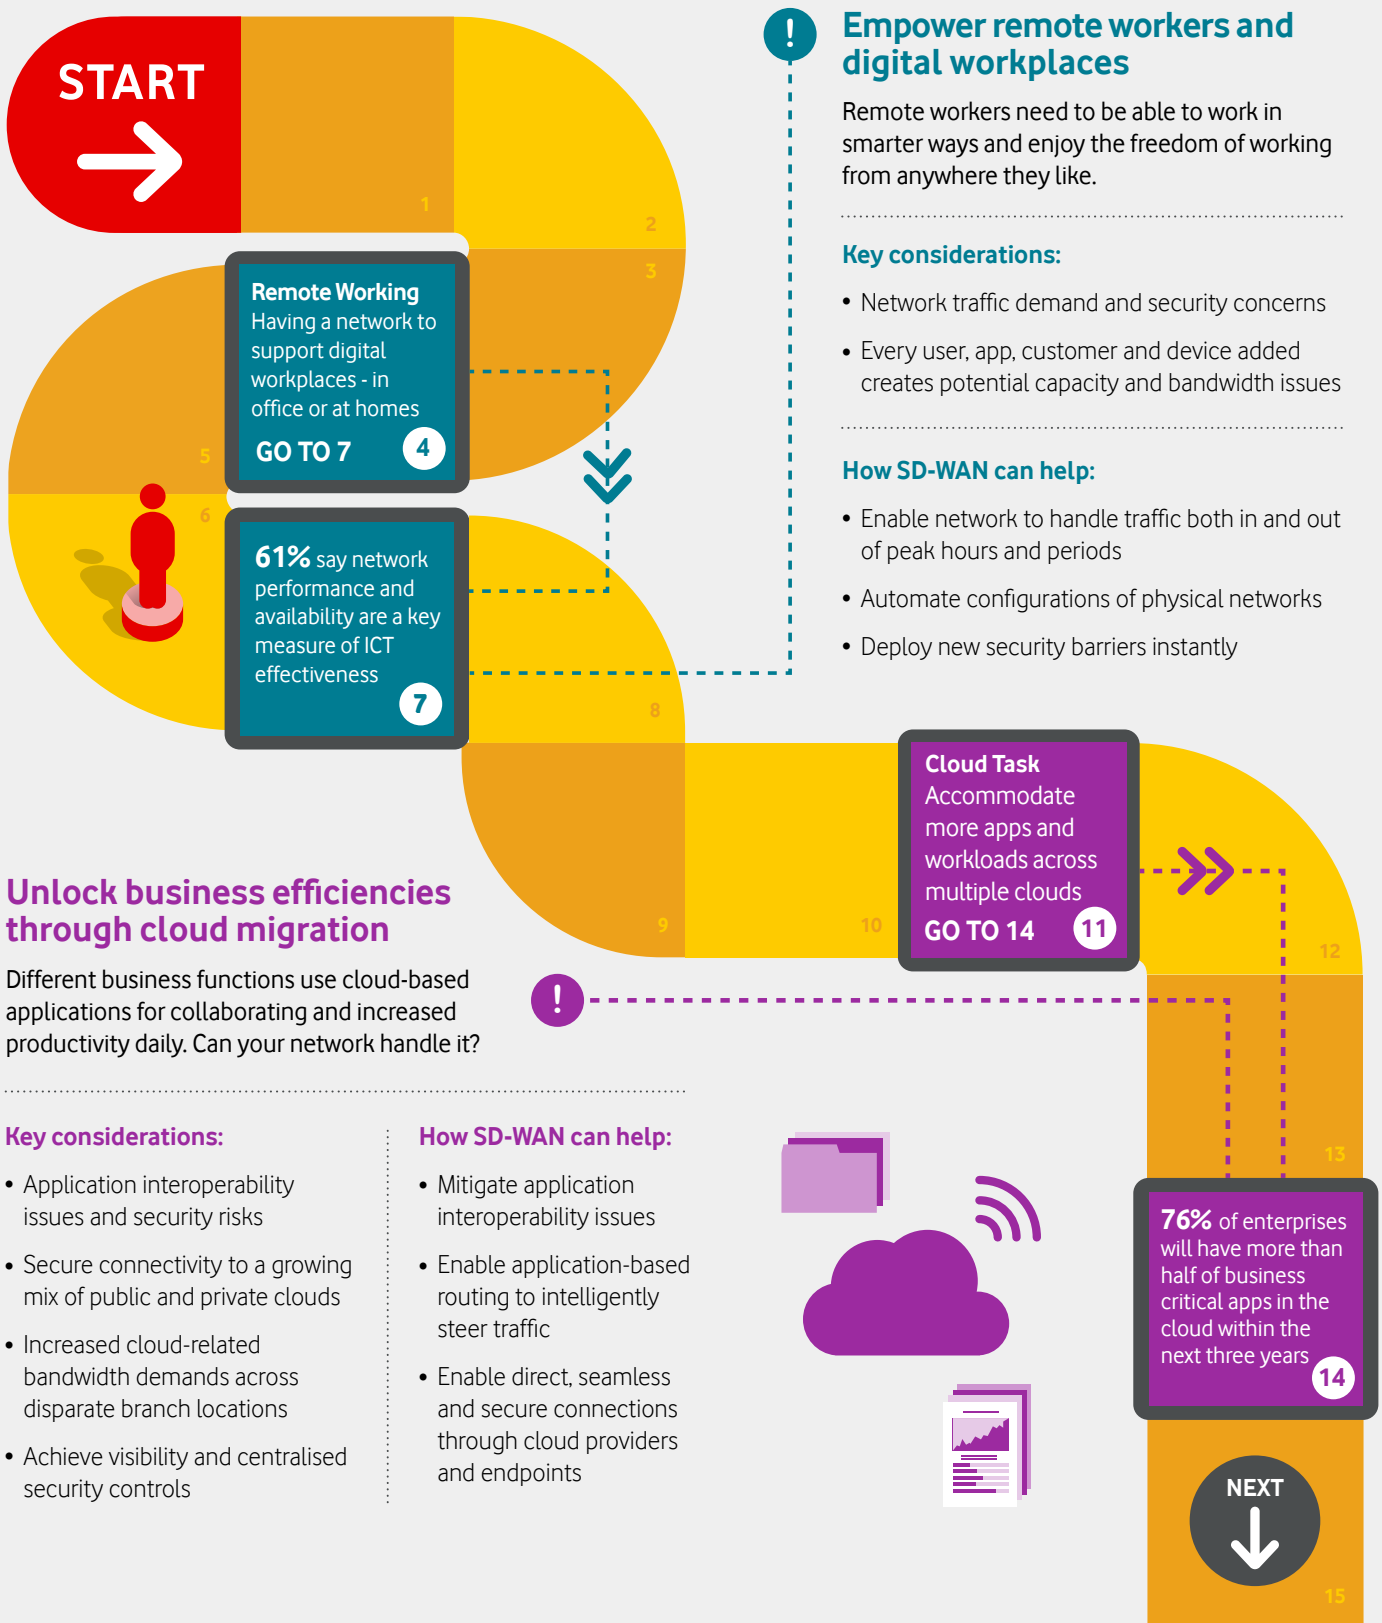 START
1
2
3
Remote Working
Having a network to
support digital
workplaces - in
office or at homes
GO TO 7
4
5
6
61% say network
performance and
availability are a key
measure of ICT
effectiveness
7
8
!
Empower remote workers and
digital workplaces
Remote workers need to be able to work in
smarter ways and enjoy the freedom of working
from anywhere they like.
Key considerations:
• Network traffic demand and security concerns
• Every user, app, customer and device added
creates potential capacity and bandwidth issues
How SD-WAN can help:
• Enable network to handle traffic both in and out
of peak hours and periods
• Automate configurations of physical networks
• Deploy new security barriers instantly
9
10
Cloud Task
Accommodate
more apps and
workloads across
multiple clouds
GO TO 14
11
12
13
!
Unlock business efficiencies
through cloud migration
Different business functions use cloud-based
applications for collaborating and increased
productivity daily. Can your network handle it?
Key considerations:
• Application interoperability
issues and security risks
• Secure connectivity to a growing
mix of public and private clouds
• Increased cloud-related
bandwidth demands across
disparate branch locations
• Achieve visibility and centralised
security controls
How SD-WAN can help:
• Mitigate application
interoperability issues
• Enable application-based
routing to intelligently
steer traffic
• Enable direct, seamless
and secure connections
through cloud providers
and endpoints
76% of enterprises
will have more than
half of business
critical apps in the
cloud within the
next three years
14
NEXT
15